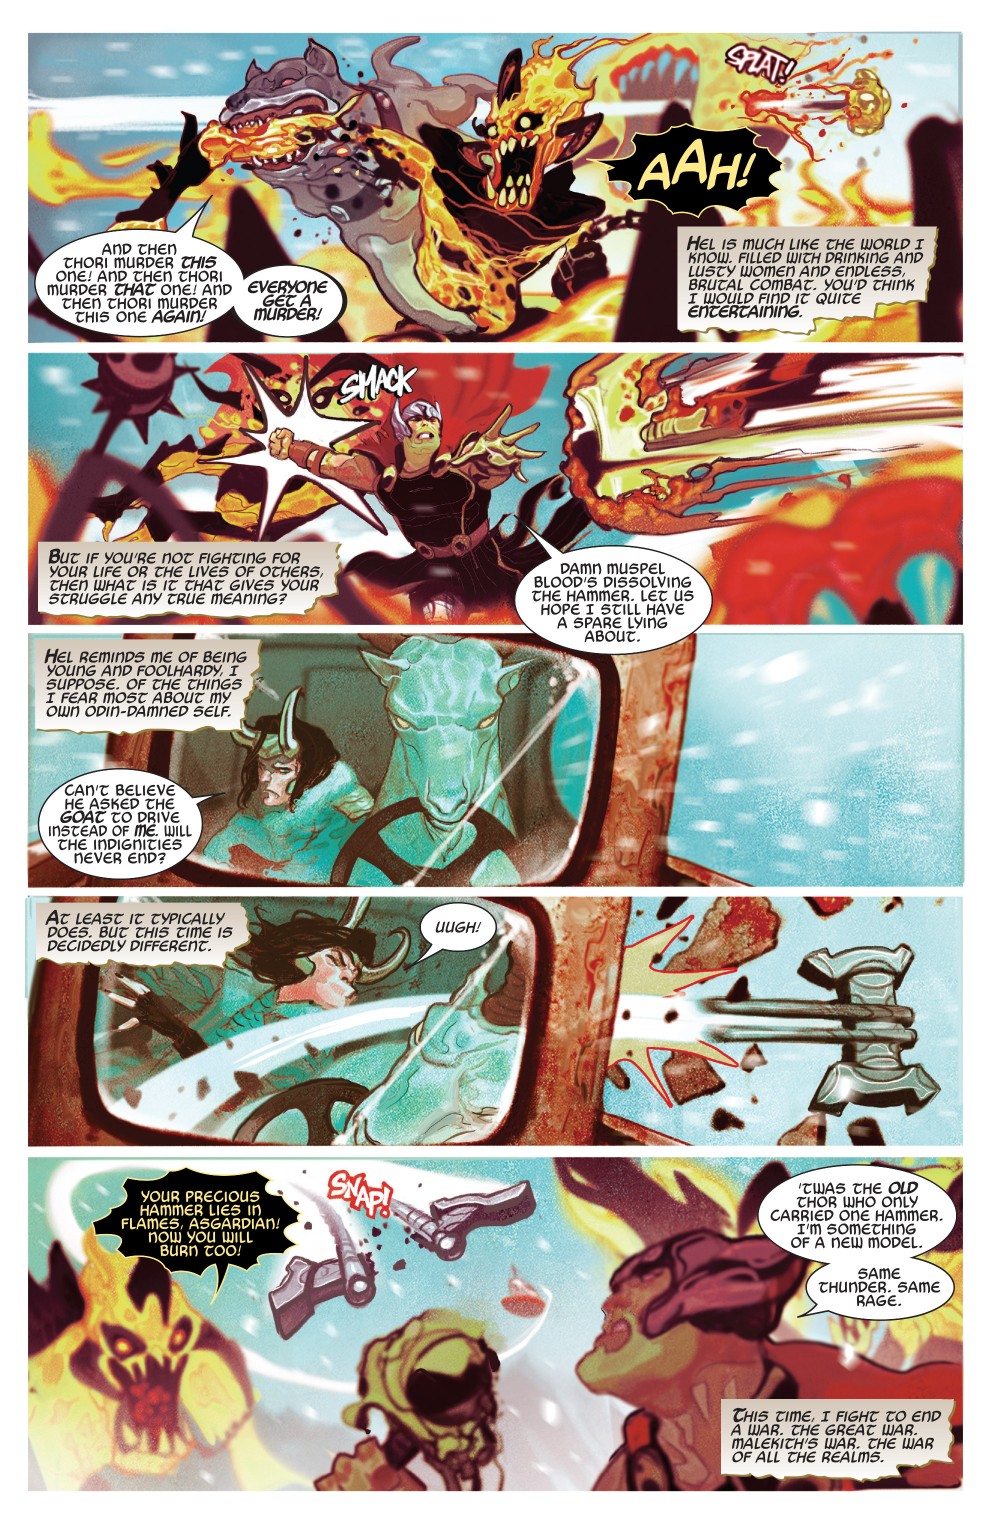 SPLAT!
AAH!
AND THEN
THORI MURDER THIS
ONE! AND THEN THORI
MURDER THAT ONE! AND
THEN THORI MURDER
THIS ONE AGAIN!
EVERYONE
GET A
MURDER!
HEL IS MUCH LIKE THE WORLD I
KNOW. FILLED WITH DRINKING AND
LUSTY WOMEN AND ENDLESS,
BRUTAL COMBAT. YOU'D THINK
I WOULD FIND IT QUITE
ENTERTAINING.
SMACK
BUT IF YOU'RE NOT FIGHTING FOR
YOUR LIFE OR THE LIVES OF OTHERS,
THEN WHAT IS IT THAT GIVES YOUR
STRUGGLE ANY TRUE MEANING?
DAMN MUSPEL
BLOOD'S DISSOLVING
THE HAMMER. LET US
HOPE I STILL HAVE
A SPARE LYING
ABOUT.
HEL REMINDS ME OF BEING
YOUNG AND FOOLHARDY, I
SUPPOSE. OF THE THINGS
I FEAR MOST ABOUT MY
OWN ODIN-DAMNED SELF.
CAN'T BELIEVE
HE ASKED THE
GOAT TO DRIVE
INSTEAD OF ME. WILL
THE INDIGNITIES
NEVER END?
AT LEAST IT TYPICALLY
DOES. BUT THIS TIME IS
DECIDEDLY DIFFERENT.
UUGH!
YOUR PRECIOUS
HAMMER LIES IN
FLAMES, ASGARDIAN!
NOW YOU WILL
BURN TOO!
SNAP!
'TWAS THE OLD
THOR WHO ONLY
CARRIED ONE HAMMER.
I'M SOMETHING
OF A NEW MODEL.
SAME
THUNDER. SAME
RAGE.
THIS TIME, I FIGHT TO END
A WAR. THE GREAT WAR.
MALEKITH'S WAR. THE WAR
OF ALL THE REALMS.